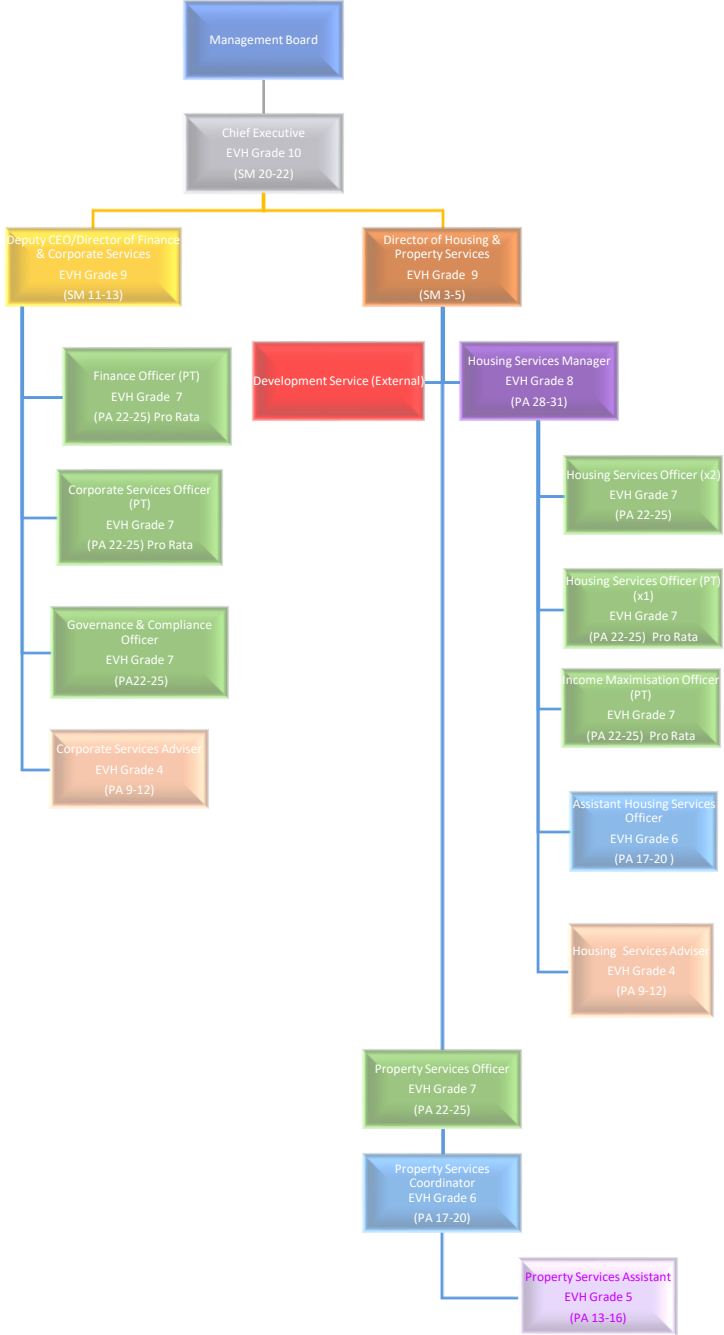 Management Board
Chief Executive
EVH Grade 10
(SM 20-22)
Deputy CEO/Director of Finance
& Corporate Services
EVH Grade 9
(SM 11-13)
Director of Housing &
Property Services
EVH Grade 9
(SM 3-5)
Finance Officer (PT)
EVH Grade 7
(PA 22-25) Pro Rata
Corporate Services Officer
(PT)
EVH Grade 7
(PA 22-25) Pro Rata
Governance & Compliance
Officer
EVH Grade 7
(PA22-25)
Corporate Services Adviser
EVH Grade 4
(PA 9-12)
Development Service (External)
Housing Services Manager
EVH Grade 8
(PA 28-31)
Housing Services Officer (x2)
EVH Grade 7
(PA 22-25)
Housing Services Officer (PT)
(x1)
EVH Grade 7
(PA 22-25) Pro Rata
Income Maximisation Officer
(PT)
EVH Grade 7
(PA 22-25) Pro Rata
Assistant Housing Services
Officer
EVH Grade 6
(PA 17-20 )
Housing Services Adviser
EVH Grade 4
(PA 9-12)
Property Services Officer
EVH Grade 7
(PA 22-25)
Property Services
Coordinator
EVH Grade 6
(PA 17-20)
Property Services Assistant
EVH Grade 5
(PA 13-16)